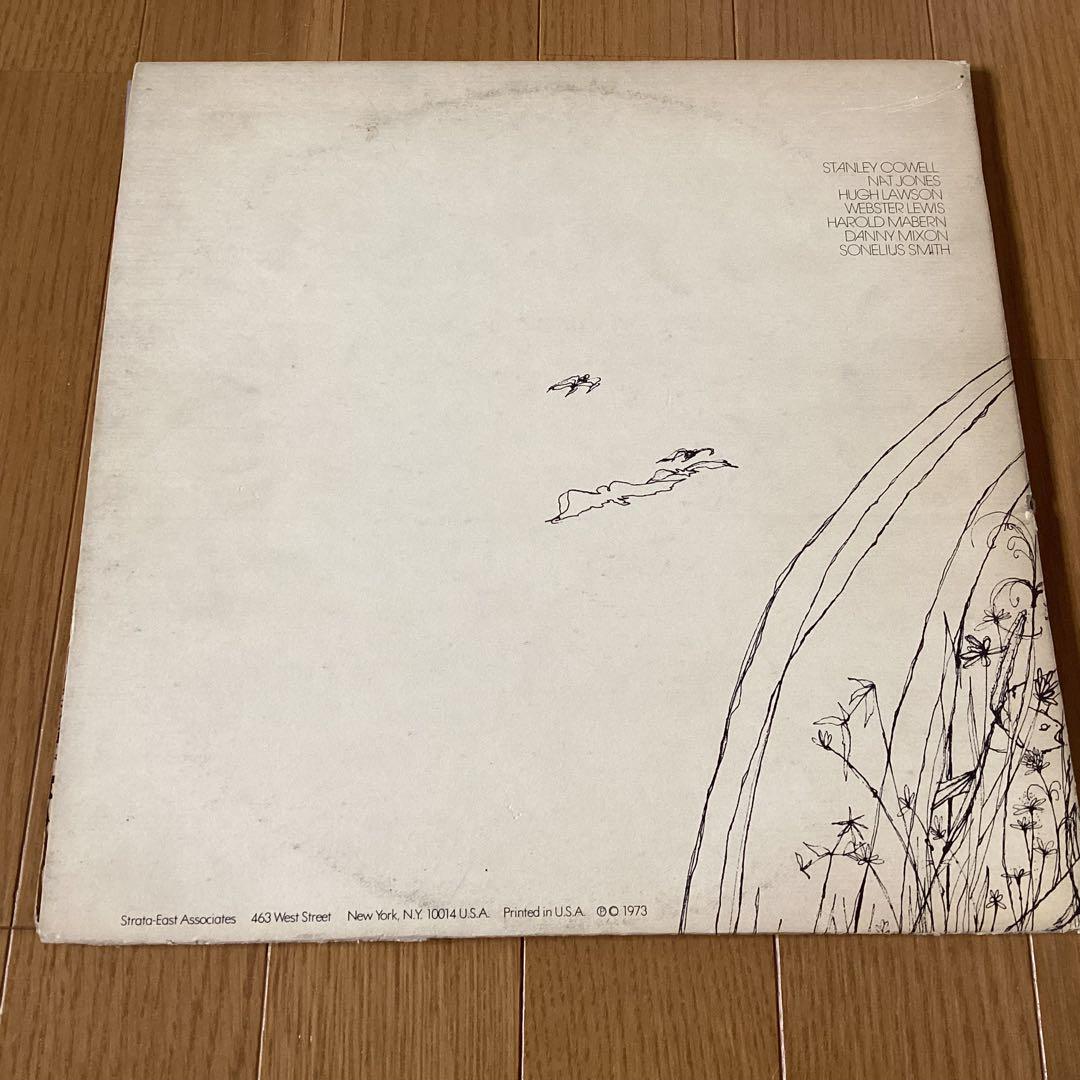 STANLEY COWELL
NAT JONES
HUGH LAWSON
WEBSTER LEWIS
HAROLD MABERN
DANNY MIXON
SONELIUS SMITH
Strata-East Associates 463 West Street New York, N.Y. 10014 U.S.A. Printed in U.S.A. ℗© 1973